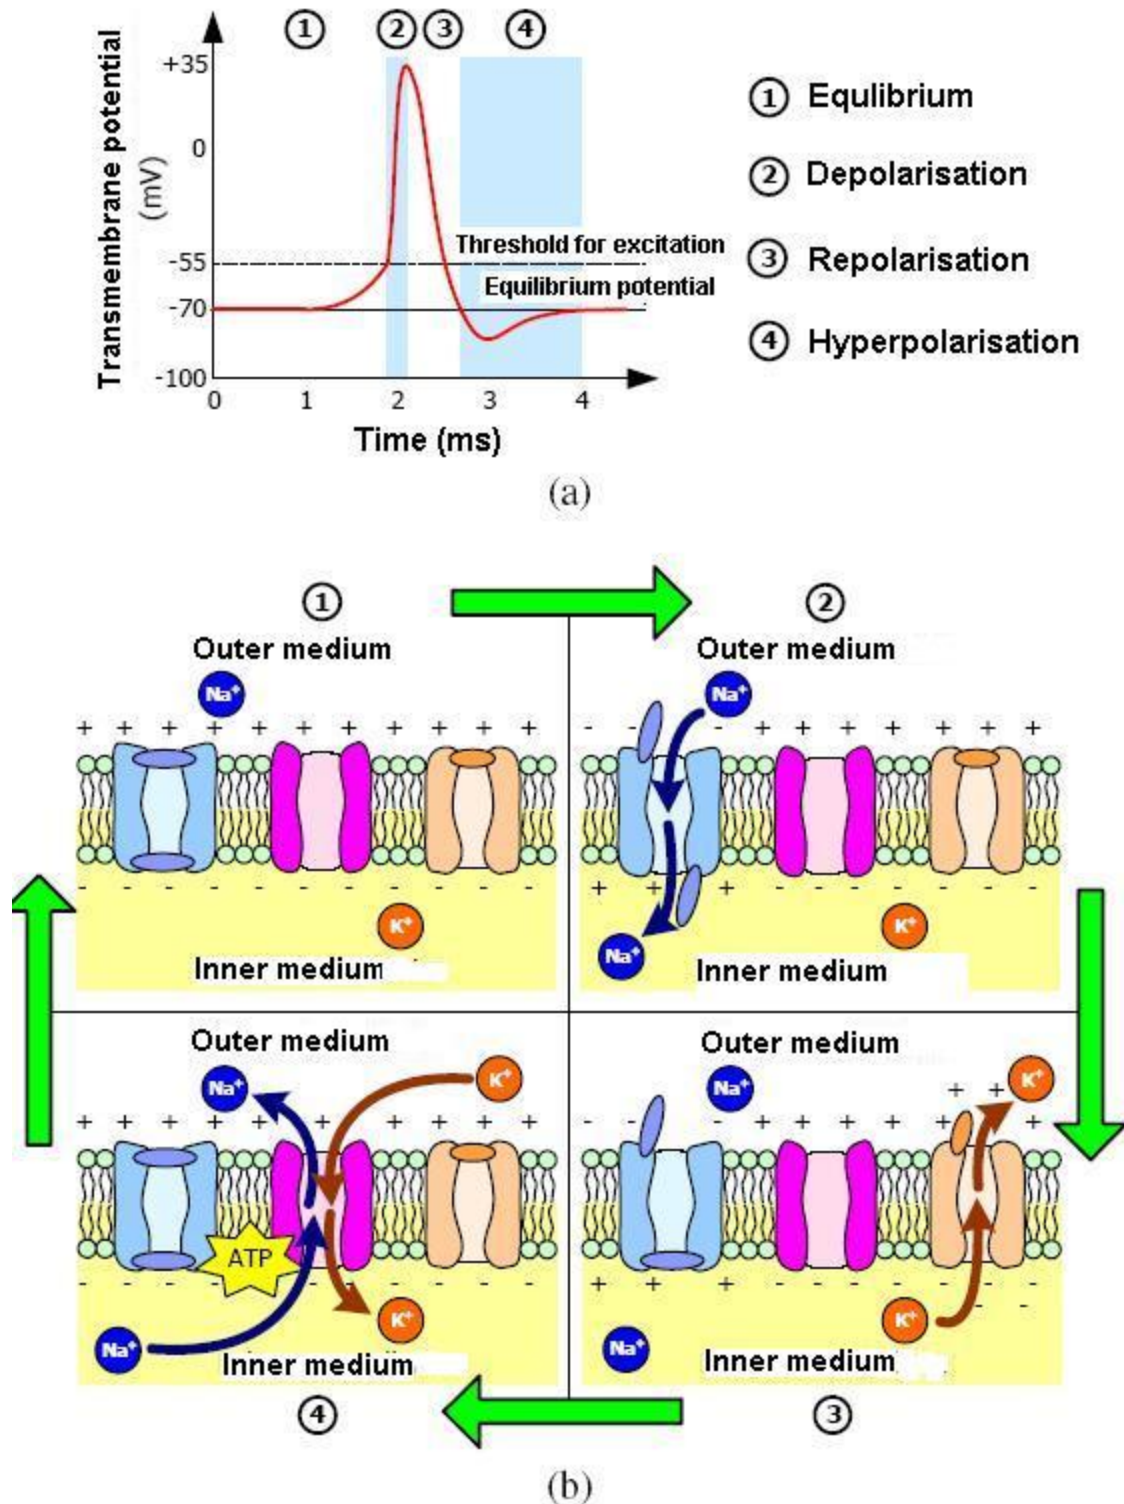 ① ② ③ ④
Transmembrane potential
(mV)
+35
0
-55
-70
-100
Threshold for excitation
Equilibrium potential
0 1 2 3 4
Time (ms)
① Equlibrium
② Depolarisation
③ Repolarisation
④ Hyperpolarisation
(a)
①
Outer medium
Na+
+ + + + + + + + + + +
- - - - - - - - - - -
K+
Inner medium
②
Outer medium
Na+
- - - + + + + + + +
+ + + - - - - - - -
Na+
K+
Inner medium
Outer medium
Na+
K+
+ + + + + + + + + + +
ATP
- - - - - - - -
Na+
K+
Inner medium
④
Outer medium
Na+
K+
+ +
- - - + + + + +
+ + + - - - -
- -
Na+
K+
Inner medium
③
(b)